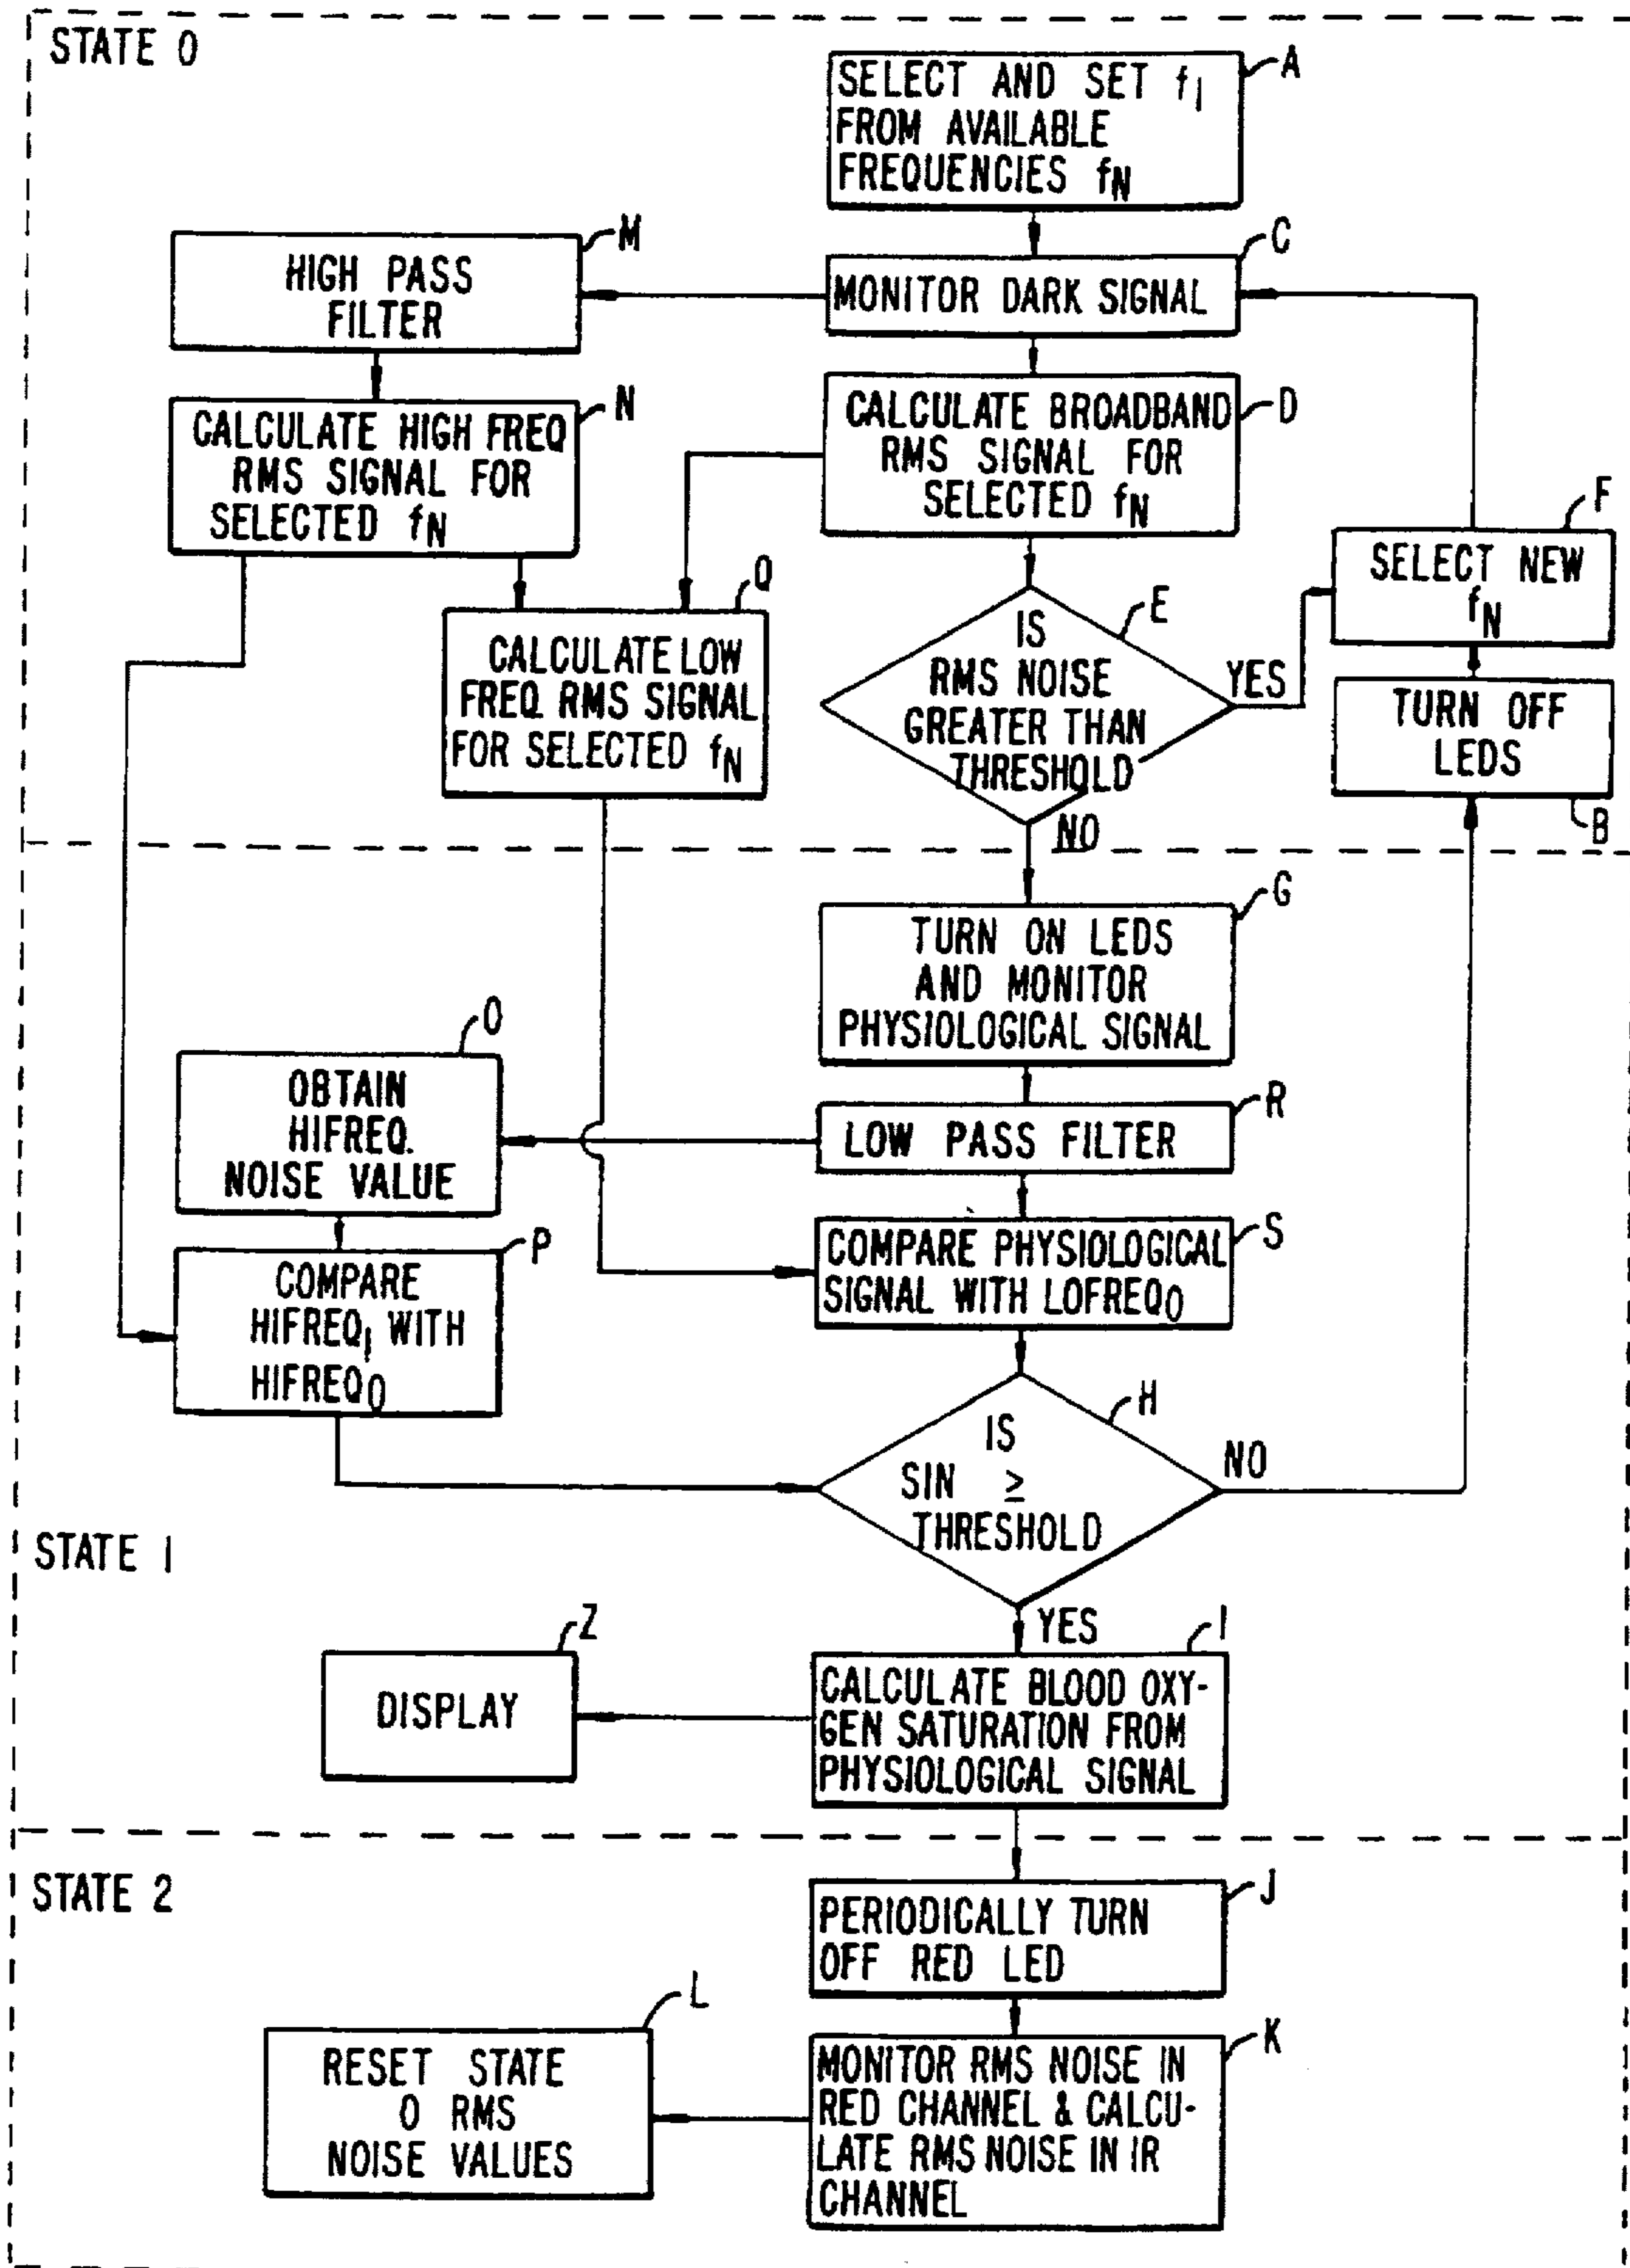 STATE 0
A
SELECT AND SET f1
FROM AVAILABLE
FREQUENCIES fN
M
HIGH PASS
FILTER
C
MONITOR DARK SIGNAL
N
CALCULATE HIGH FREQ
RMS SIGNAL FOR
SELECTED fN
D
CALCULATE BROADBAND
RMS SIGNAL FOR
SELECTED fN
F
SELECT NEW
fN
Q
CALCULATE LOW
FREQ. RMS SIGNAL
FOR SELECTED fN
E
IS
RMS NOISE
GREATER THAN
THRESHOLD
YES
TURN OFF
LEDS
B
NO
G
TURN ON LEDS
AND MONITOR
PHYSIOLOGICAL SIGNAL
O
OBTAIN
HIFREQ.
NOISE VALUE
R
LOW PASS FILTER
P
COMPARE
HIFREQ1 WITH
HIFREQ0
S
COMPARE PHYSIOLOGICAL
SIGNAL WITH LOFREQ0
H
IS
SIN ≥
THRESHOLD
NO
STATE 1
YES
Z
DISPLAY
I
CALCULATE BLOOD OXY-
GEN SATURATION FROM
PHYSIOLOGICAL SIGNAL
STATE 2
J
PERIODICALLY TURN
OFF RED LED
L
RESET STATE
0 RMS
NOISE VALUES
K
MONITOR RMS NOISE IN
RED CHANNEL & CALCU-
LATE RMS NOISE IN IR
CHANNEL